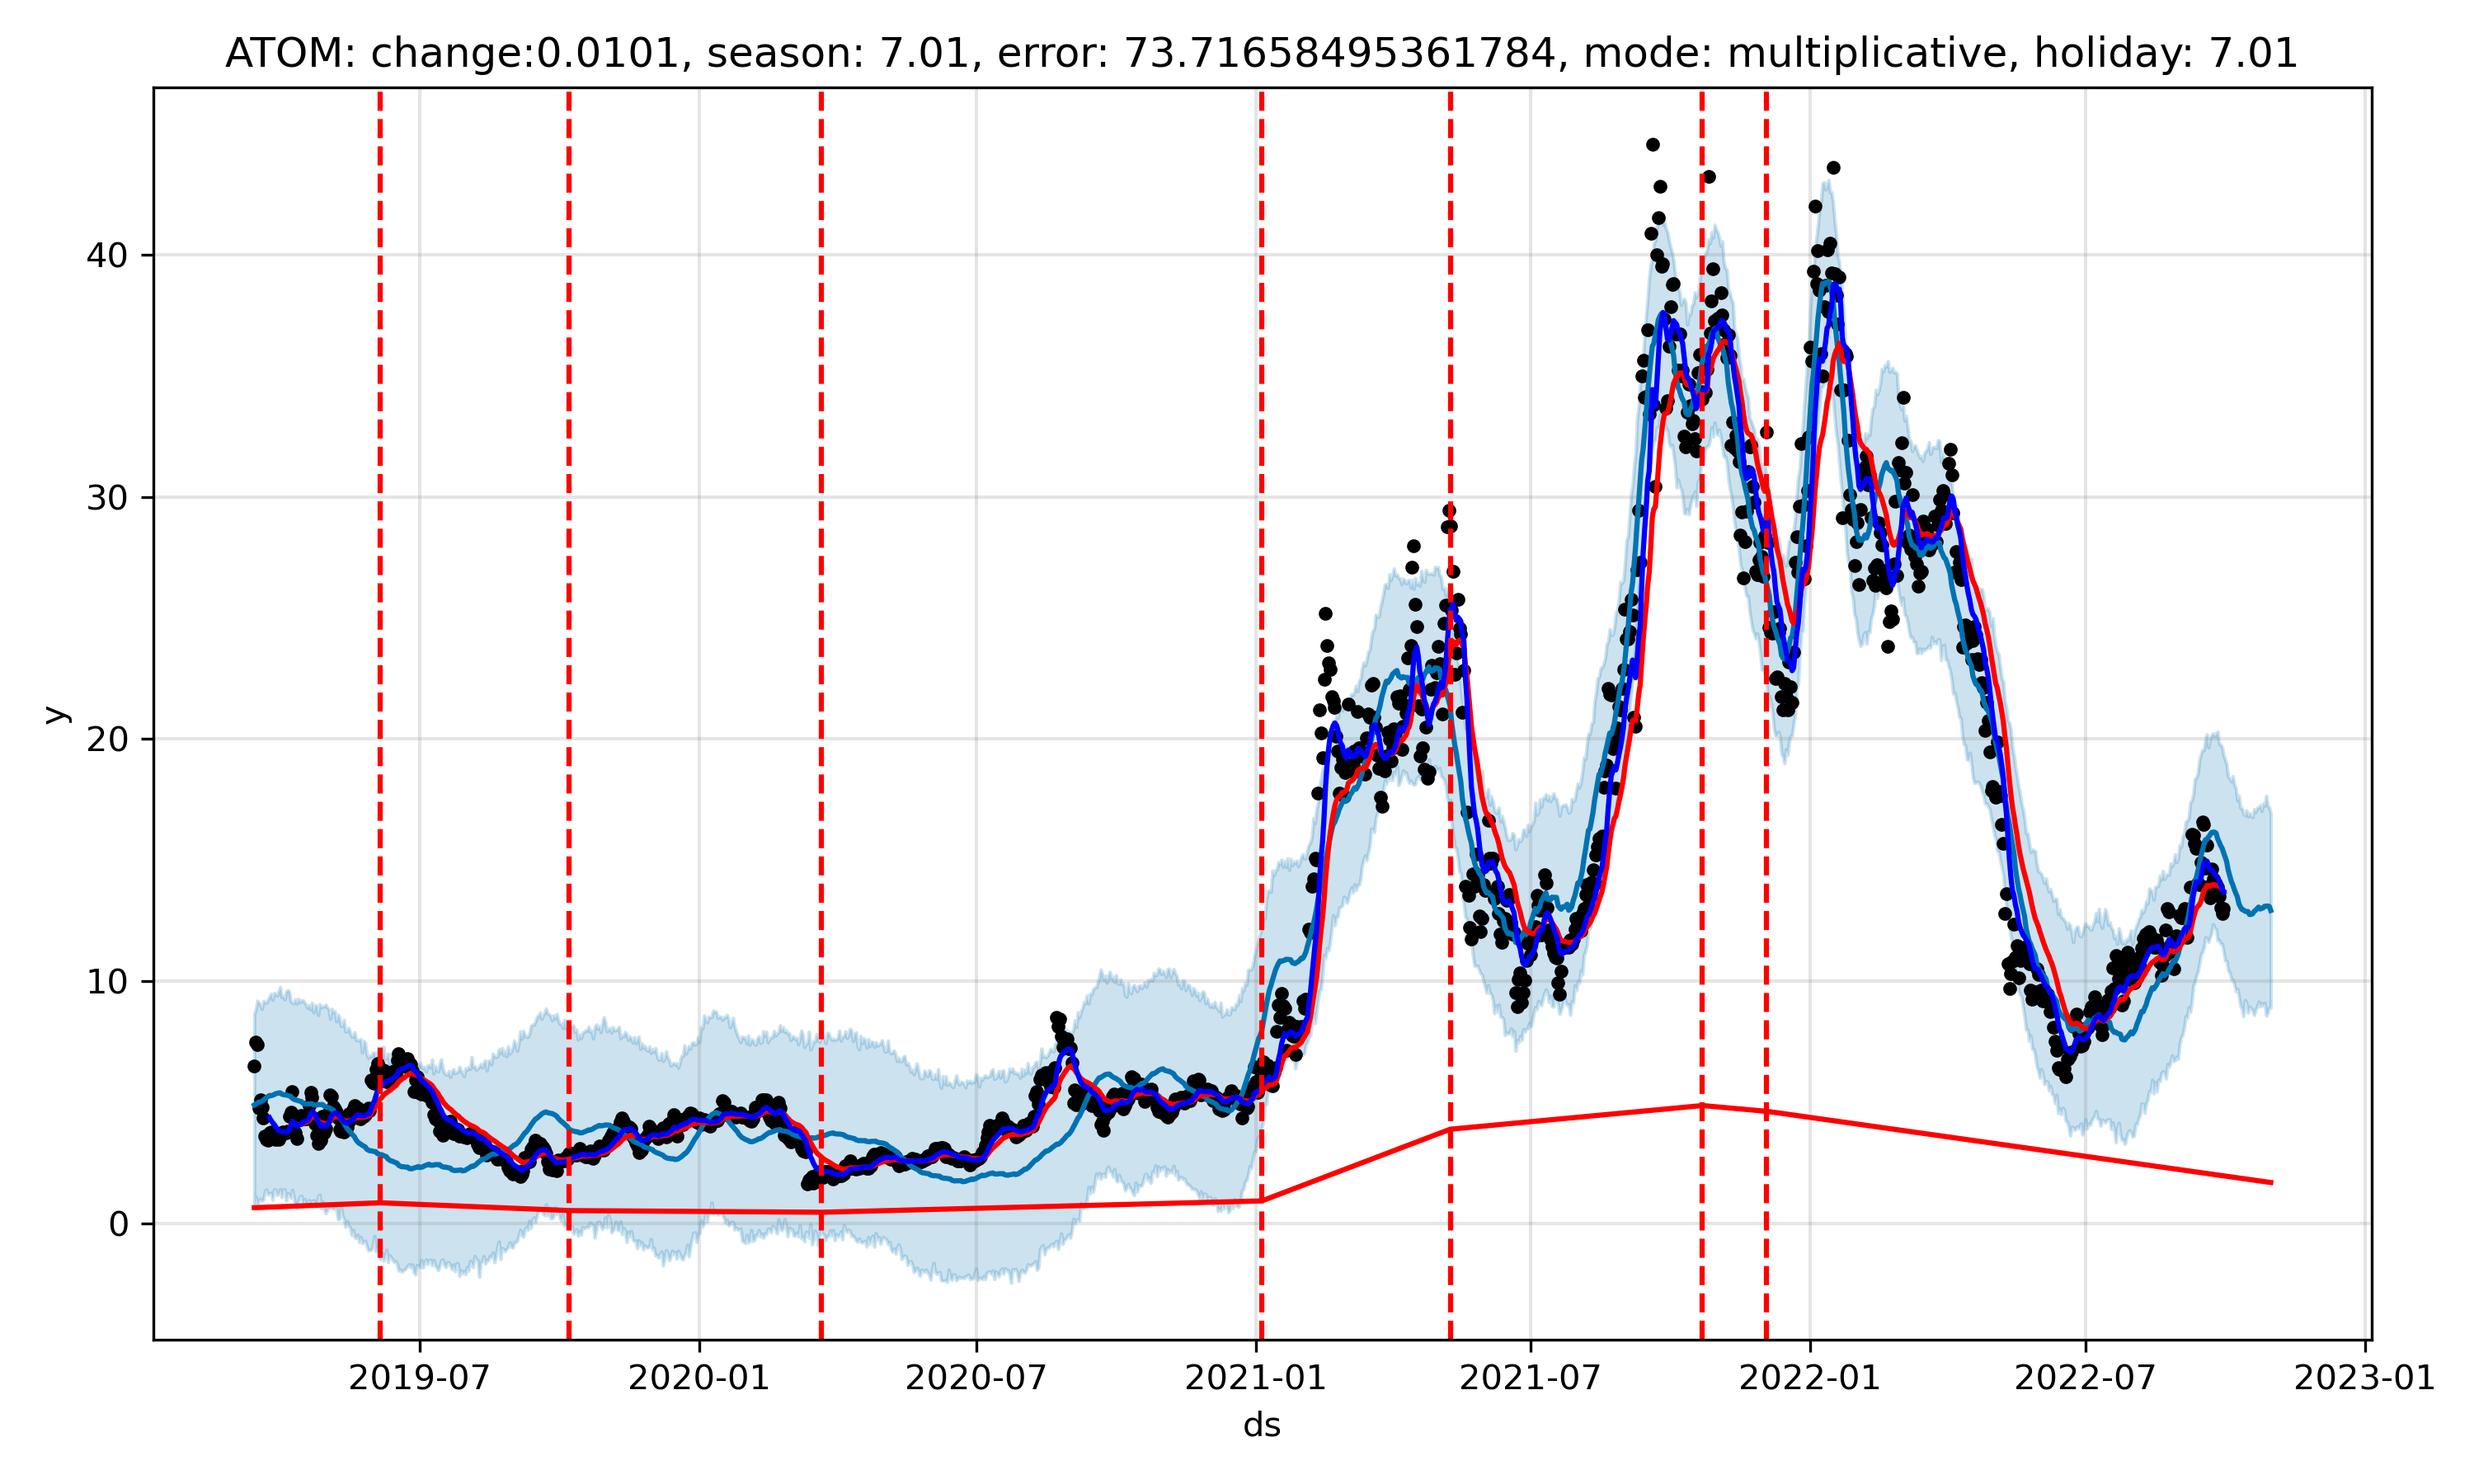 ATOM: change:0.0101, season: 7.01, error: 73.71658495361784, mode: multiplicative, holiday: 7.01
40
30
20
10
0
y
2019-07 2020-01 2020-07 2021-01 2021-07 2022-01 2022-07 2023-01
ds